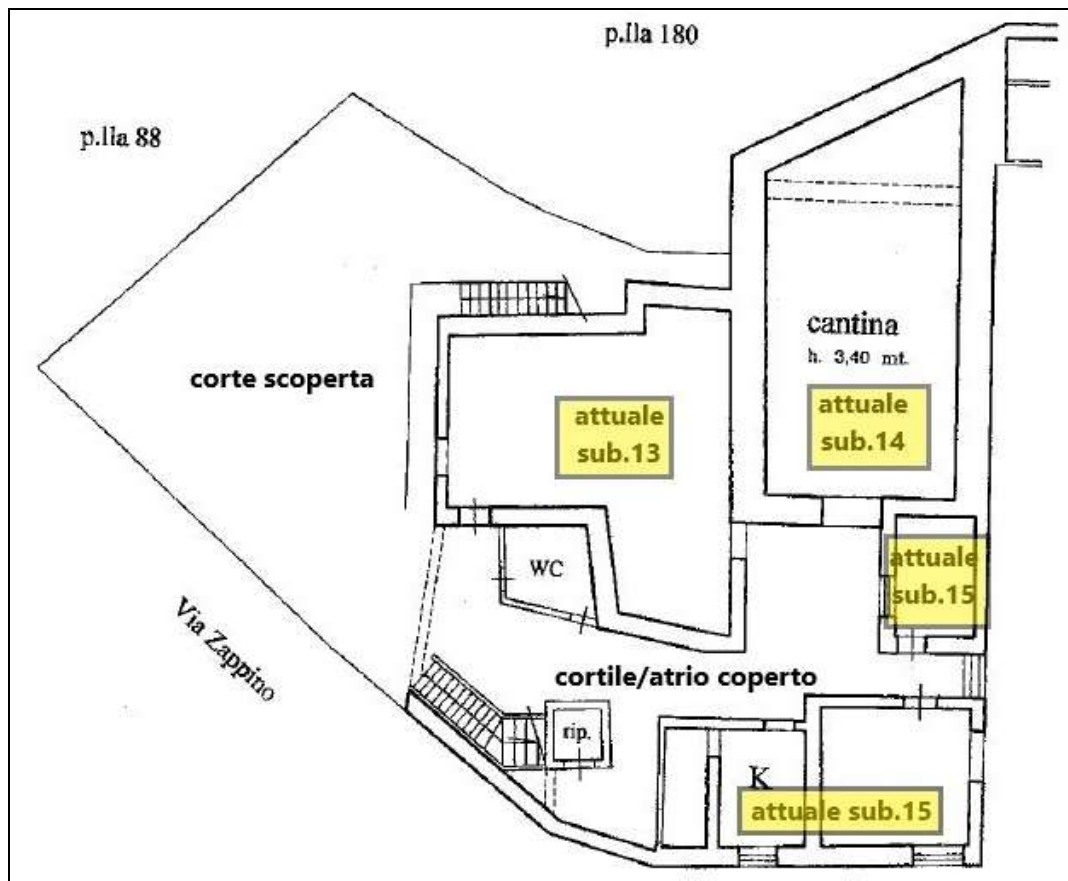 p.lla 180
p.lla 88
cantina
h. 3,40 mt.
corte scoperta
attuale
sub.14
attuale
sub.13
attuale
sub.15
WC
Via Zappino
cortile/atrio coperto
rip.
K
attuale sub.15